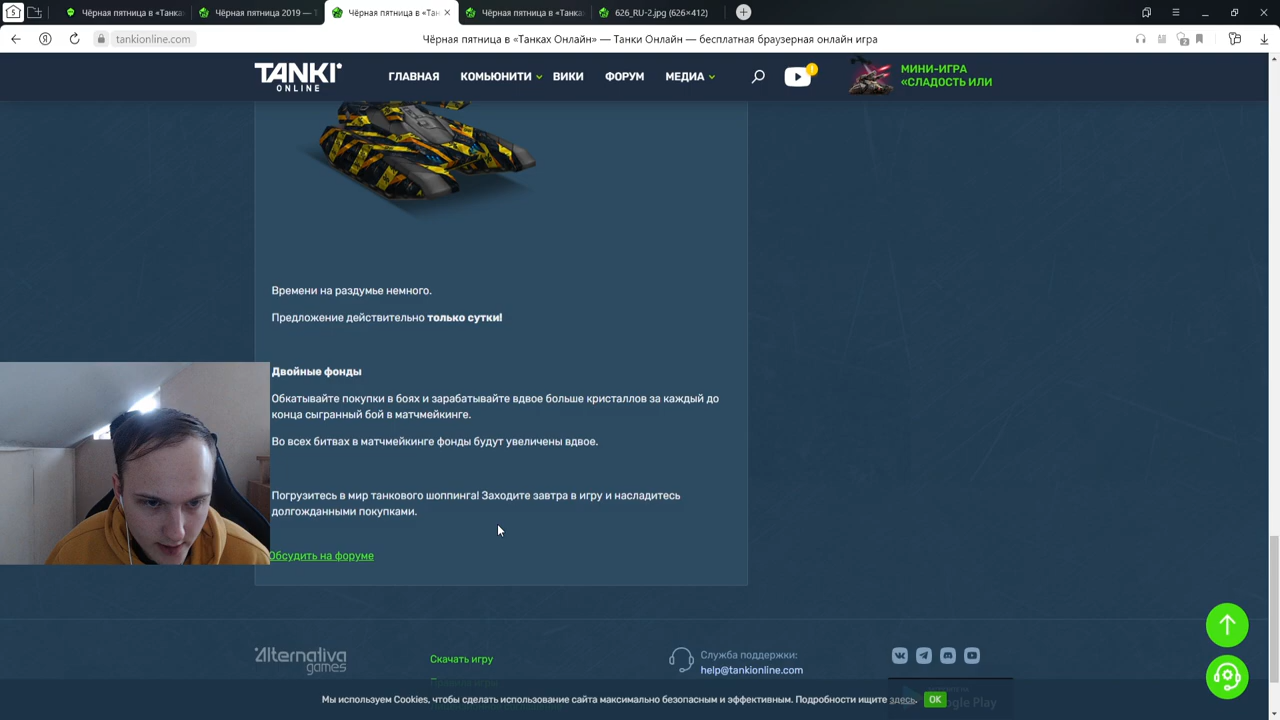 Чёрная пятница в «Танка
Чёрная пятница 2019 —
Чёрная пятница в «Тан
Чёрная пятница в «Танка
626_RU-2.jpg (626×412)
tankionline.com
Чёрная пятница в «Танках Онлайн» — Танки Онлайн — бесплатная браузерная онлайн игра
TANKI
ONLINE
ГЛАВНАЯ
КОМЬЮНИТИ
ВИКИ
ФОРУМ
МЕДИА
МИНИ-ИГРА
«СЛАДОСТЬ ИЛИ
Времени на раздумье немного.
Предложение действительно только сутки!
Двойные фонды
Обкатывайте покупки в боях и зарабатывайте вдвое больше кристаллов за каждый до
конца сыгранный бой в матчмейкинге.
Во всех битвах в матчмейкинге фонды будут увеличены вдвое.
Погрузитесь в мир танкового шоппинга! Заходите завтра в игру и насладитесь
долгожданными покупками.
Обсудить на форуме
Alternativa
games
Скачать игру
Служба поддержки:
help@tankionline.com
Мы используем Cookies, чтобы сделать использование сайта максимально безопасным и эффективным. Подробности ищите здесь.
OK
Google Play